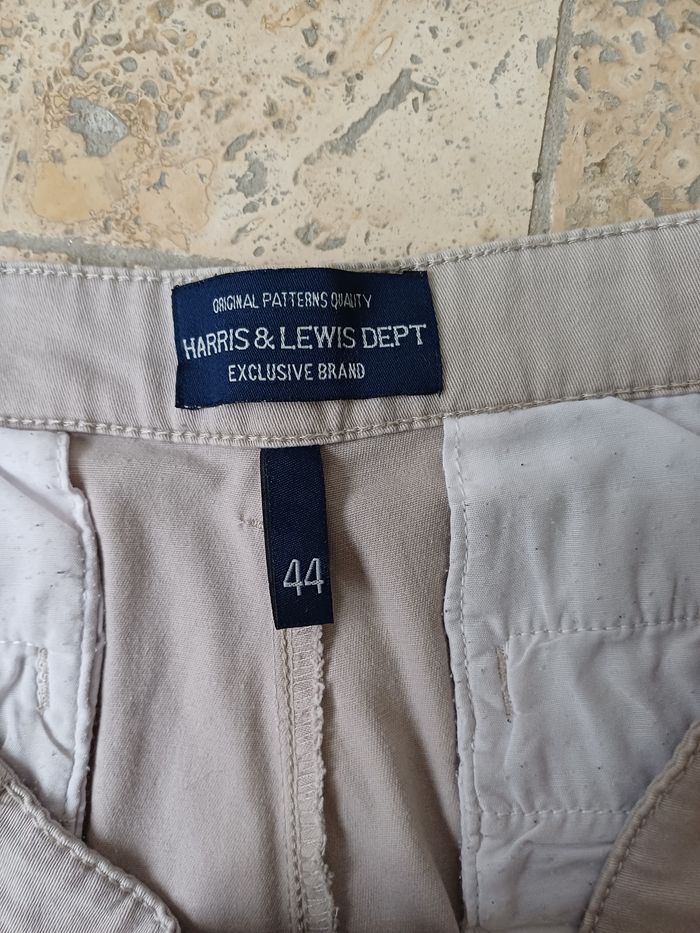 ORIGINAL PATTERNS QUALITY
HARRIS & LEWIS DEPT
EXCLUSIVE BRAND
44